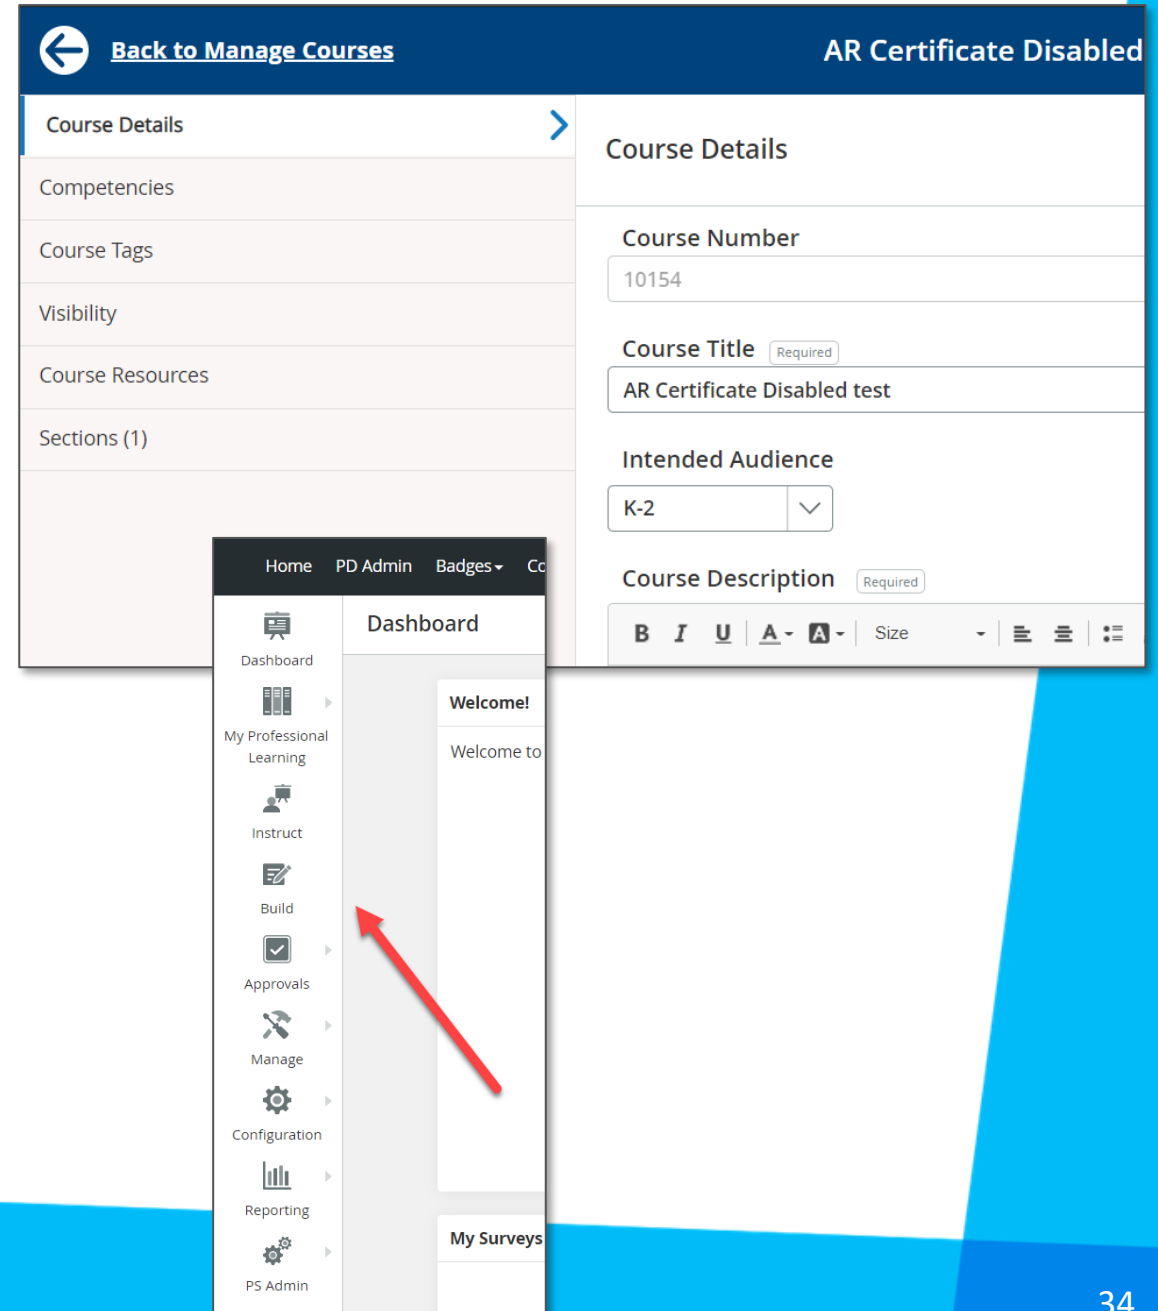 Back to Manage Courses
AR Certificate Disabled
Course Details
Competencies
Course Tags
Visibility
Course Resources
Sections (1)
Course Details
Course Number
10154
Course Title Required
AR Certificate Disabled test
Intended Audience
K-2
Course Description Required
B I U A A Size
Home PD Admin Badges Co
Dashboard
My Professional
Learning
Instruct
Build
Approvals
Manage
Configuration
Reporting
PS Admin
Dashboard
Welcome!
Welcome to
My Surveys
34